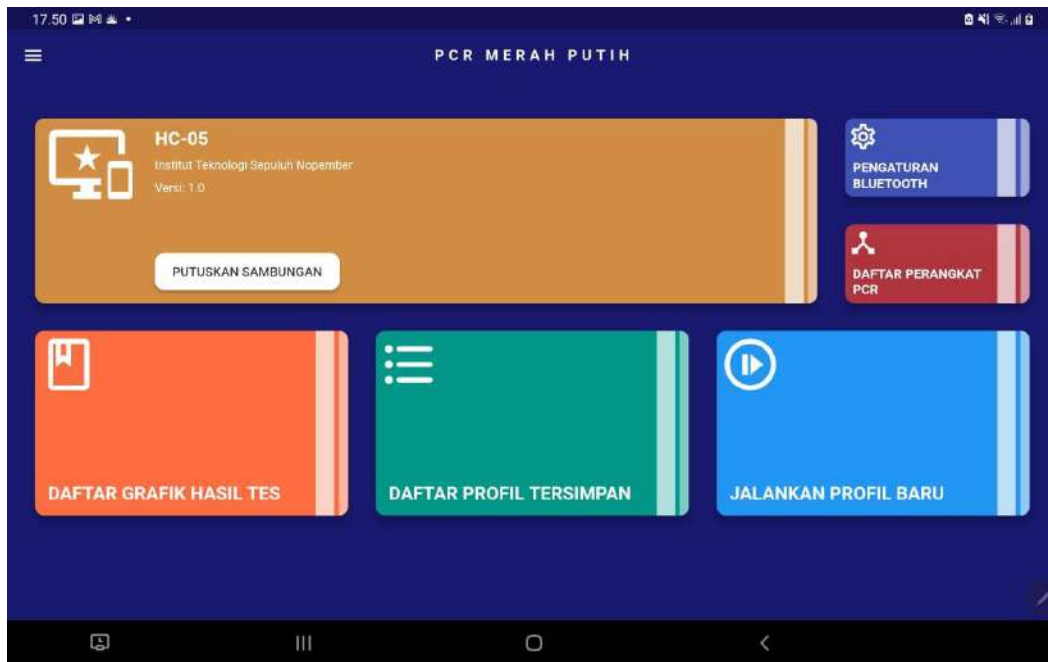 17.50
PCR MERAH PUTIH
HC-05
Institut Teknologi Sepuluh Nopember
Versi: 1.0
PUTUSKAN SAMBUNGAN
PENGATURAN
BLUETOOTH
DAFTAR PERANGKAT
PCR
DAFTAR GRAFIK HASIL TES
DAFTAR PROFIL TERSIMPAN
JALANKAN PROFIL BARU